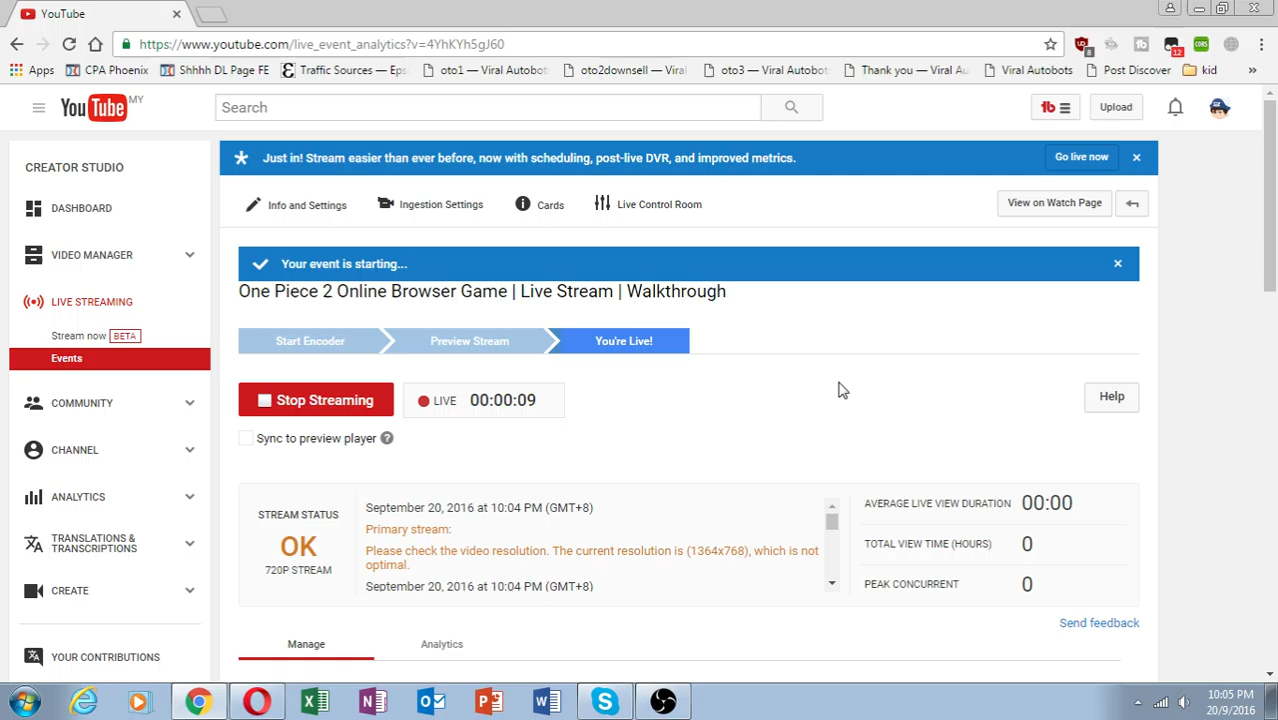 YouTube
https://www.youtube.com/live_event_analytics?v=4YhKYh5gJ60
8
12
CORS
Apps
CPA Phoenix
Shhhh DL Page FE
Traffic Sources — Eps
oto1 — Viral Autobo
oto2downsell — Vira
oto3 — Viral Autobo
Thank you — Viral Au
Viral Autobots
Post Discover
kid
»
YouTube MY
Search
Upload
CREATOR STUDIO
DASHBOARD
VIDEO MANAGER
LIVE STREAMING
Stream now BETA
Events
COMMUNITY
CHANNEL
ANALYTICS
TRANSLATIONS &
TRANSCRIPTIONS
CREATE
YOUR CONTRIBUTIONS
Just in! Stream easier than ever before, now with scheduling, post-live DVR, and improved metrics.
Go live now
Info and Settings
Ingestion Settings
Cards
Live Control Room
View on Watch Page
Your event is starting...
One Piece 2 Online Browser Game | Live Stream | Walkthrough
Start Encoder
Preview Stream
You're Live!
Stop Streaming
LIVE 00:00:09
Help
Sync to preview player ?
STREAM STATUS
OK
720P STREAM
September 20, 2016 at 10:04 PM (GMT+8)
Primary stream:
Please check the video resolution. The current resolution is (1364x768), which is not
optimal.
September 20, 2016 at 10:04 PM (GMT+8)
AVERAGE LIVE VIEW DURATION 00:00
TOTAL VIEW TIME (HOURS) 0
PEAK CONCURRENT 0
Send feedback
Manage
Analytics
10:05 PM
20/9/2016